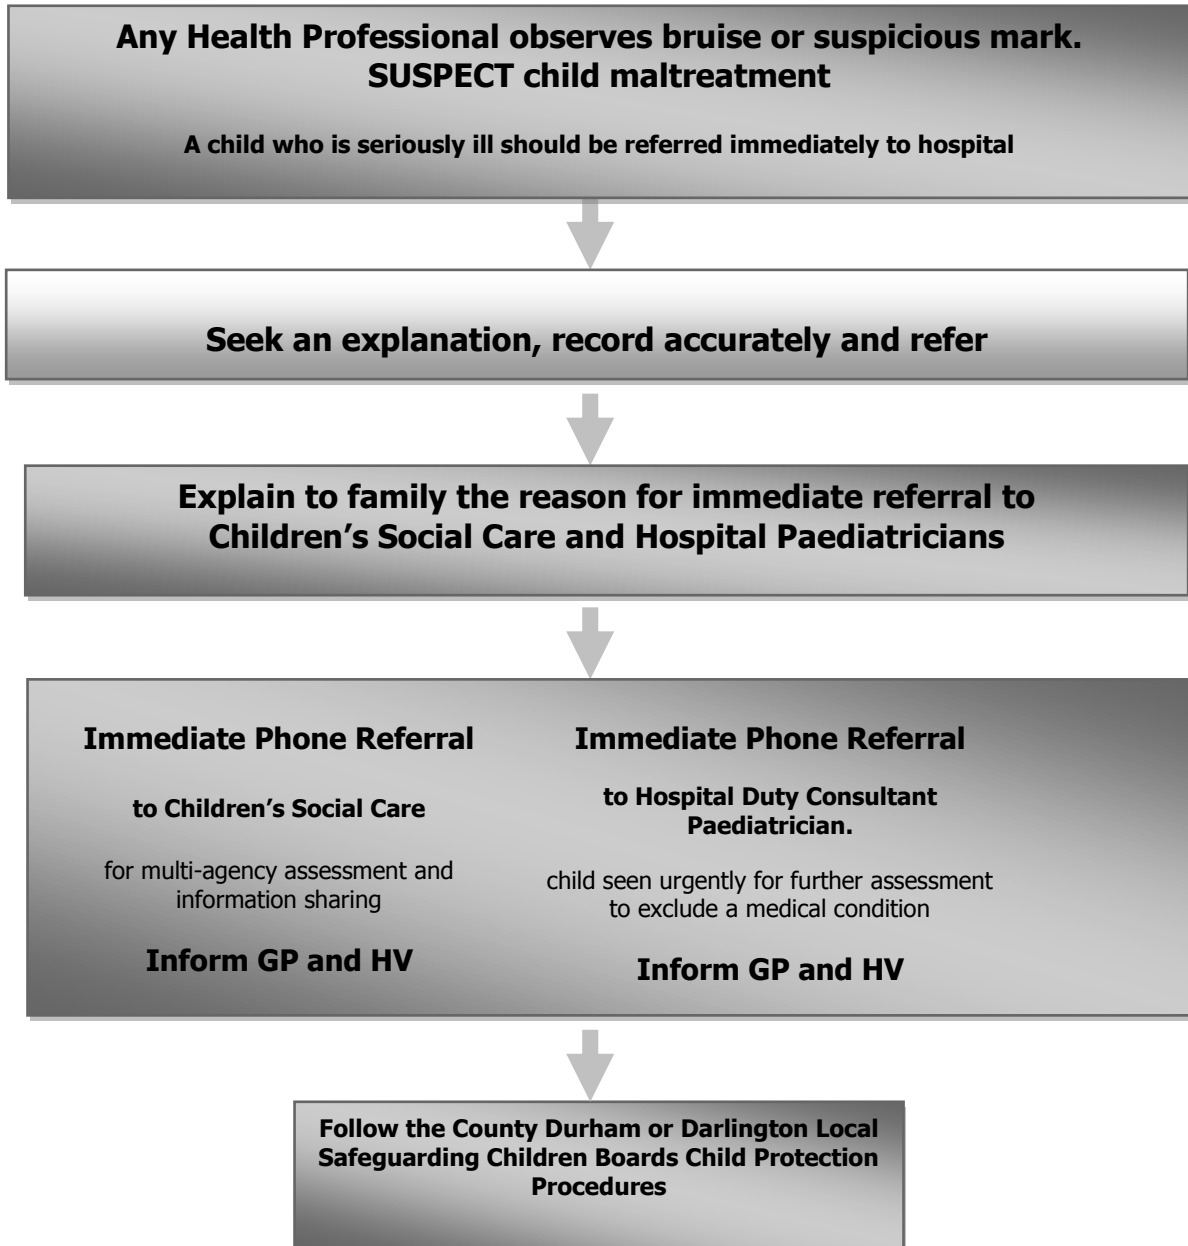 Any Health Professional observes bruise or suspicious mark.
SUSPECT child maltreatment
A child who is seriously ill should be referred immediately to hospital
Seek an explanation, record accurately and refer
Explain to family the reason for immediate referral to
Children’s Social Care and Hospital Paediatricians
Immediate Phone Referral
to Children’s Social Care
for multi-agency assessment and
information sharing
Inform GP and HV
Immediate Phone Referral
to Hospital Duty Consultant
Paediatrician.
child seen urgently for further assessment
to exclude a medical condition
Inform GP and HV
Follow the County Durham or Darlington Local
Safeguarding Children Boards Child Protection
Procedures